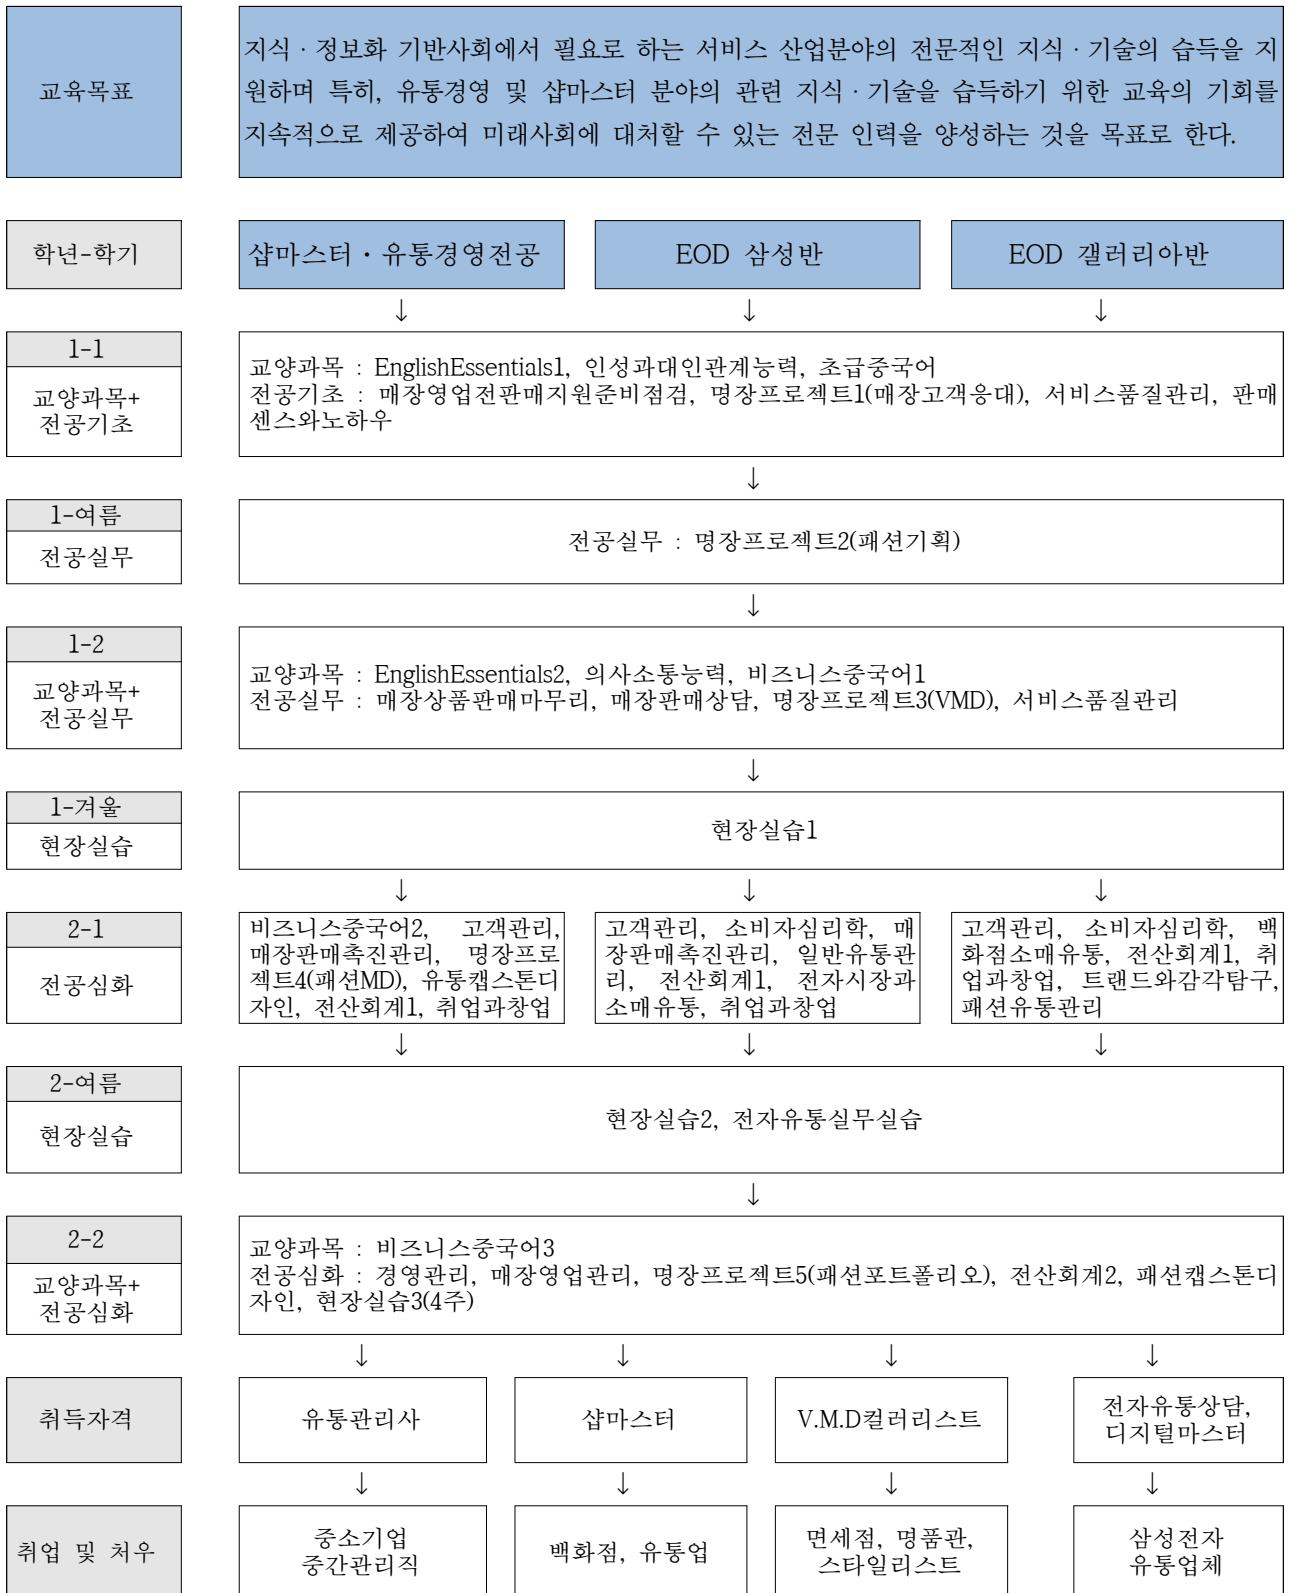 교육목표
지식·정보화 기반사회에서 필요로 하는 서비스 산업분야의 전문적인 지식·기술의 습득을 지
원하며 특히, 유통경영 및 샵마스터 분야의 관련 지식·기술을 습득하기 위한 교육의 기회를
지속적으로 제공하여 미래사회에 대처할 수 있는 전문 인력을 양성하는 것을 목표로 한다.
학년-학기
샵마스터·유통경영전공
EOD 삼성반
EOD 갤러리아반
↓ ↓ ↓
1-1
교양과목+
전공기초
교양과목 : EnglishEssentials1, 인성과대인관계능력, 초급중국어
전공기초 : 매장영업전판매지원준비점검, 명장프로젝트1(매장고객응대), 서비스품질관리, 판매
센스와노하우
↓
1-여름
전공실무
전공실무 : 명장프로젝트2(패션기획)
↓
1-2
교양과목+
전공실무
교양과목 : EnglishEssentials2, 의사소통능력, 비즈니스중국어1
전공실무 : 매장상품판매마무리, 매장판매상담, 명장프로젝트3(VMD), 서비스품질관리
↓
1-겨울
현장실습
현장실습1
↓ ↓ ↓
2-1
전공심화
비즈니스중국어2, 고객관리,
매장판매촉진관리, 명장프로
젝트4(패션MD), 유통캡스톤디
자인, 전산회계1, 취업과창업
고객관리, 소비자심리학, 매
장판매촉진관리, 일반유통관
리, 전산회계1, 전자시장과
소매유통, 취업과창업
고객관리, 소비자심리학, 백
화점소매유통, 전산회계1, 취
업과창업, 트랜드와감각탐구,
패션유통관리
↓ ↓ ↓
2-여름
현장실습
현장실습2, 전자유통실무실습
↓
2-2
교양과목+
전공심화
교양과목 : 비즈니스중국어3
전공심화 : 경영관리, 매장영업관리, 명장프로젝트5(패션포트폴리오), 전산회계2, 패션캡스톤디
자인, 현장실습3(4주)
↓ ↓ ↓ ↓
취득자격
유통관리사
샵마스터
V.M.D컬러리스트
전자유통상담,
디지털마스터
↓ ↓ ↓ ↓
취업 및 처우
중소기업
중간관리직
백화점, 유통업
면세점, 명품관,
스타일리스트
삼성전자
유통업체